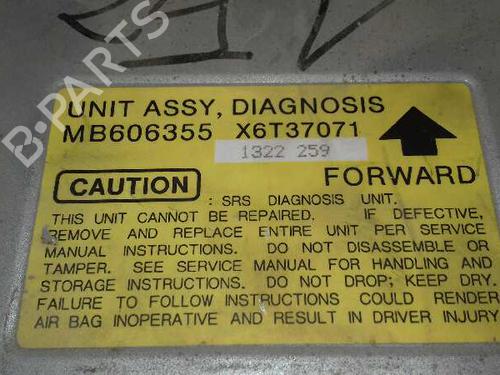 B-PARTS
UNIT ASSY, DIAGNOSIS
MB606355 X6T37071
1322 259
FORWARD
CAUTION
: SRS DIAGNOSIS UNIT.
THIS UNIT CANNOT BE REPAIRED. IF DEFECTIVE,
REMOVE AND REPLACE ENTIRE UNIT PER SERVICE
MANUAL INSTRUCTIONS. DO NOT DISASSEMBLE OR
TAMPER. SEE SERVICE MANUAL FOR HANDLING AND
STORAGE INSTRUCTIONS. DO NOT DROP; KEEP DRY.
FAILURE TO FOLLOW INSTRUCTIONS COULD RENDER
AIR BAG INOPERATIVE AND RESULT IN DRIVER INJURY